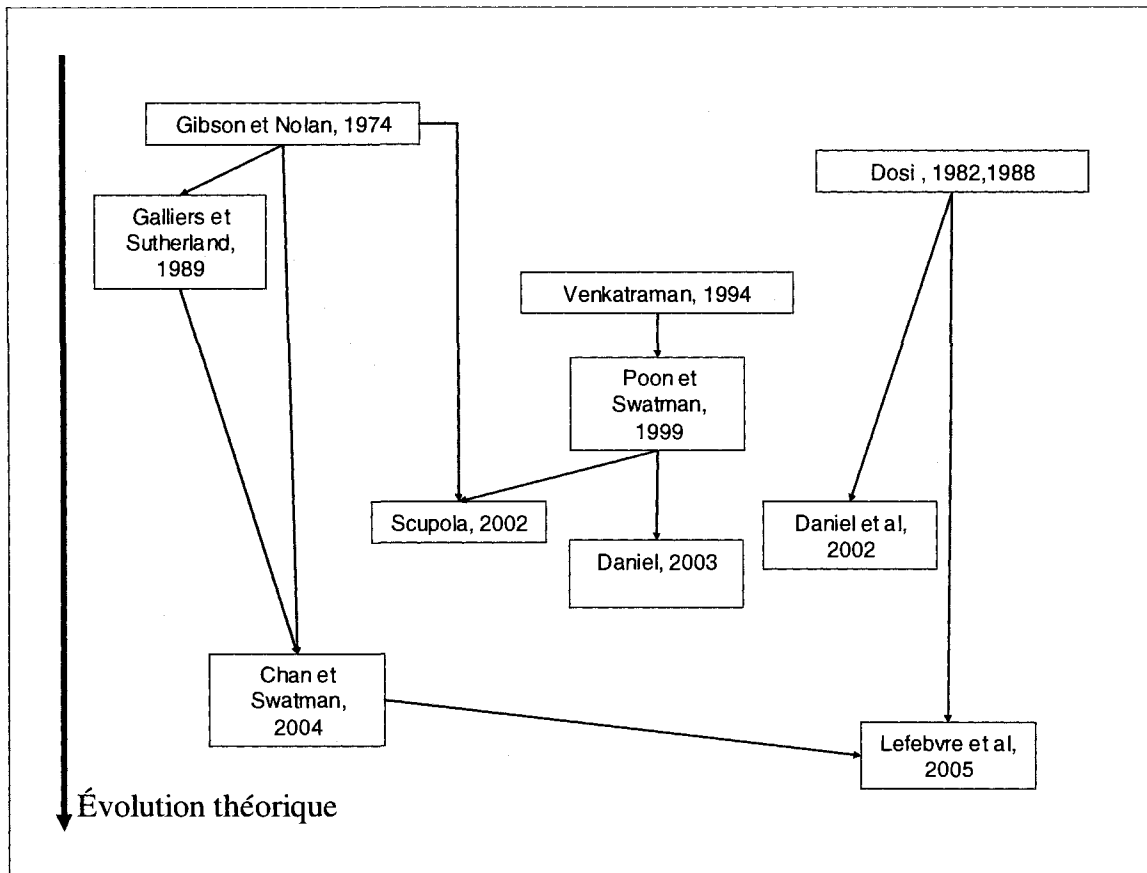 Gibson et Nolan, 1974
Dosi , 1982,1988
Galliers et
Sutherland,
1989
Venkatraman, 1994
Poon et
Swatman,
1999
Scupola, 2002
Daniel, 2003
Daniel et al,
2002
Chan et
Swatman,
2004
Lefebvre et al,
2005
Évolution théorique